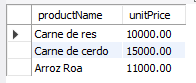 productName unitPrice
Carne de res 10000.00
Carne de cerdo 15000.00
Arroz Roa 11000.00